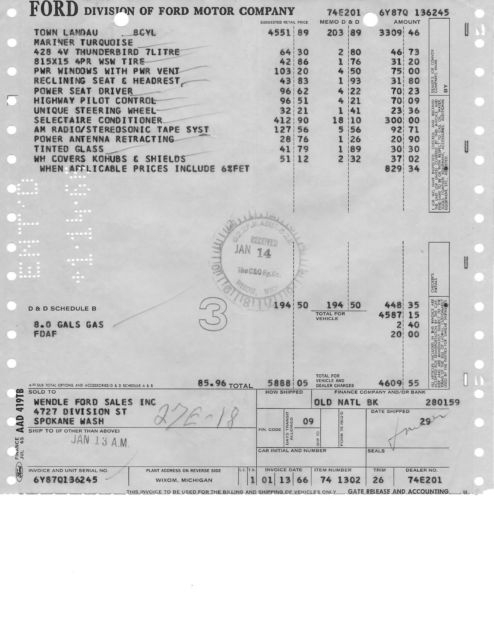 FORD DIVISION OF FORD MOTOR COMPANY 74E201 6Y87Q 136245
SUGGESTED RETAIL PRICE MEMO D & D AMOUNT
TOWN LANDAU 8CYL 4551 89 203 89 3309 46
MARINER TURQUOISE
428 4V THUNDERBIRD 7LITRE 64 30 2 80 46 73
815X15 4PR WSW TIRE 42 86 1 76 31 20
PWR WINDOWS WITH PWR VENT 103 20 4 50 75 00
RECLINING SEAT & HEADREST 43 83 1 93 31 80
POWER SEAT DRIVER 96 62 4 22 70 23
HIGHWAY PILOT CONTROL 96 51 4 21 70 09
UNIQUE STEERING WHEEL 32 21 1 41 23 36
SELECTAIRE CONDITIONER 412 90 18 10 300 00
AM RADIO/STEREOSONIC TAPE SYST 127 56 5 56 92 71
POWER ANTENNA RETRACTING 28 76 1 26 20 90
TINTED GLASS 41 79 1 89 30 30
WH COVERS KOHUBS & SHIELDS 51 12 2 32 37 02
WHEN APPLICABLE PRICES INCLUDE 6%FET 829 34
RECEIVED
JAN 14
3
D & D SCHEDULE B 194 50 194 50 448 35
TOTAL FOR VEHICLE 4587 15
8.0 GALS GAS 2 40
FDAF 20 00
85.96 TOTAL 5888 05 TOTAL FOR VEHICLE AND DEALER CHARGES 4609 55
SOLD TO HOW SHIPPED FINANCE COMPANY AND/OR BANK
WENDLE FORD SALES INC OLD NATL BK 280159
4727 DIVISION ST 27E-18 DATE SHIPPED
SPOKANE WASH FIN. CODE 09 29
SHIP TO (IF OTHER THAN ABOVE)
JAN 13 A.M.
CAR INITIAL AND NUMBER SEALS
FINANCE AAD 4197B
INVOICE AND UNIT SERIAL NO. PLANT ADDRESS ON REVERSE SIDE INVOICE DATE ITEM NUMBER TRIM DEALER NO.
6Y87Q136245 WIXOM, MICHIGAN 1 01 13 66 74 1302 26 74E201
THIS INVOICE TO BE USED FOR THE BILLING AND SHIPPING OF VEHICLES ONLY GATE RELEASE AND ACCOUNTING